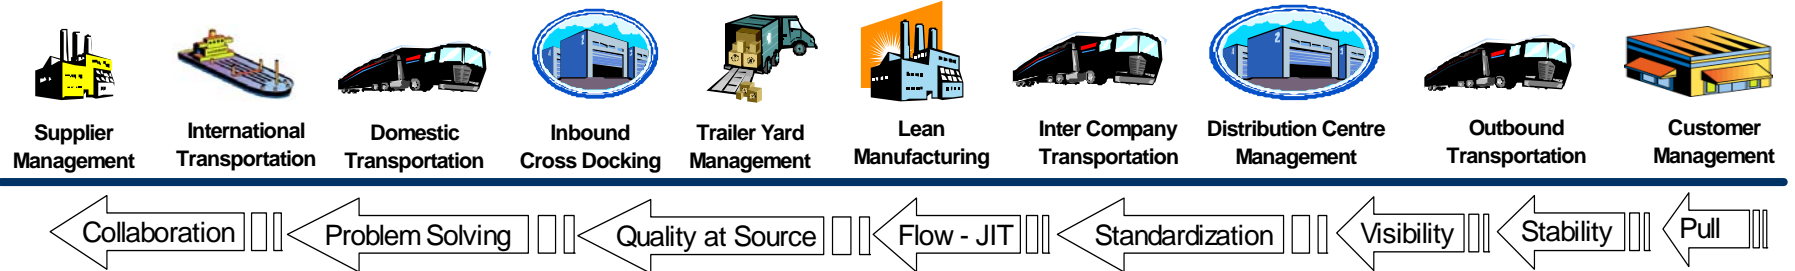 Supplier
Management
International
Transportation
Domestic
Transportation
Inbound
Cross Docking
Trailer Yard
Management
Lean
Manufacturing
Inter Company
Transportation
Distribution Centre
Management
Outbound
Transportation
Customer
Management
Collaboration
Problem Solving
Quality at Source
Flow - JIT
Standardization
Visibility
Stability
Pull